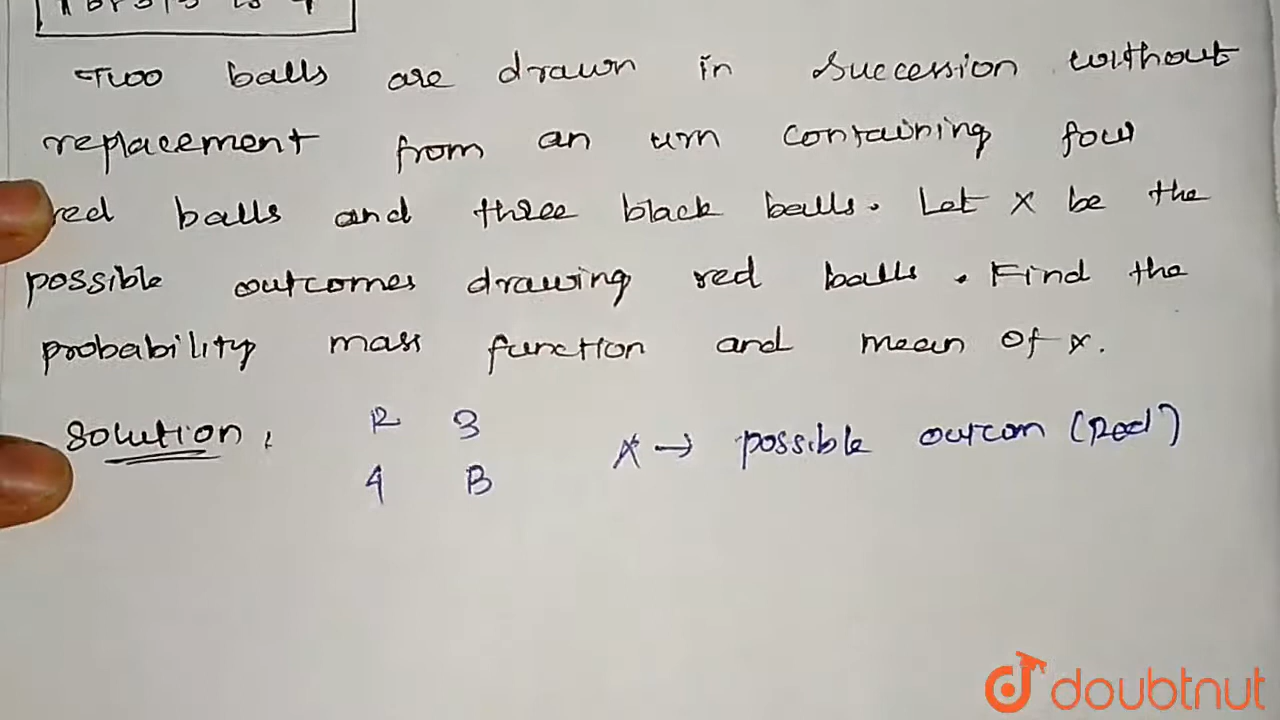 Two balls are drawn in succession without
replacement from an urn containing four
red balls and three black balls. Let X be the
possible outcomes drawing red balls. Find the
probability mass function and mean of x.
Solution:
R 3
4 B
X → possible outcom (Red)
doubtnut